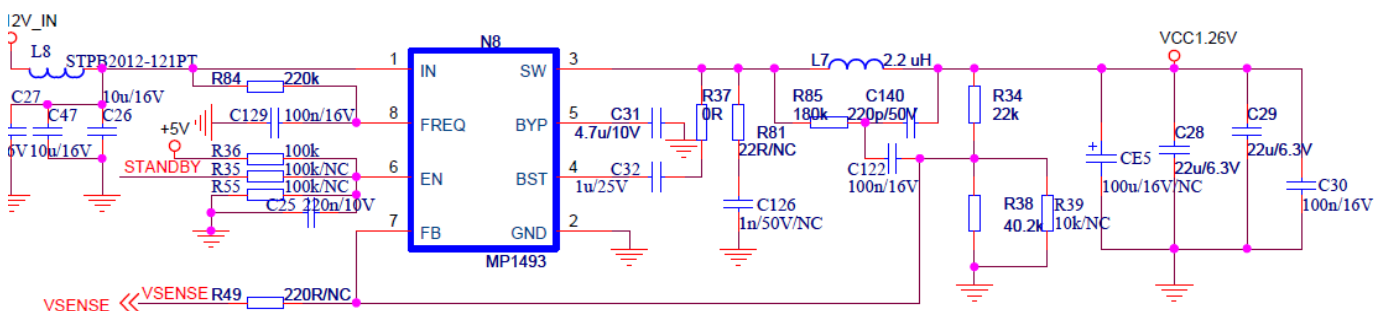 12V_IN
L8
STPB2012-121PT
C27
C47
C26
10u/16V
6V
10u/16V
R84
220k
C129
100n/16V
+5V
R36
100k
STANDBY
R35
100k/NC
R55
100k/NC
C25
220n/10V
VSENSE
VSENSE
R49
220R/NC
N8
1
IN
8
FREQ
6
EN
7
FB
SW
3
BYP
5
BST
4
GND
2
MP1493
C31
4.7u/10V
C32
1u/25V
R37
0R
R81
22R/NC
C126
1n/50V/NC
L7
2.2 uH
R85
180k
C140
220p/50V
C122
100n/16V
R34
22k
R38
40.2k
R39
10k/NC
VCC1.26V
+
CE5
100u/16V/NC
C28
22u/6.3V
C29
22u/6.3V
C30
100n/16V